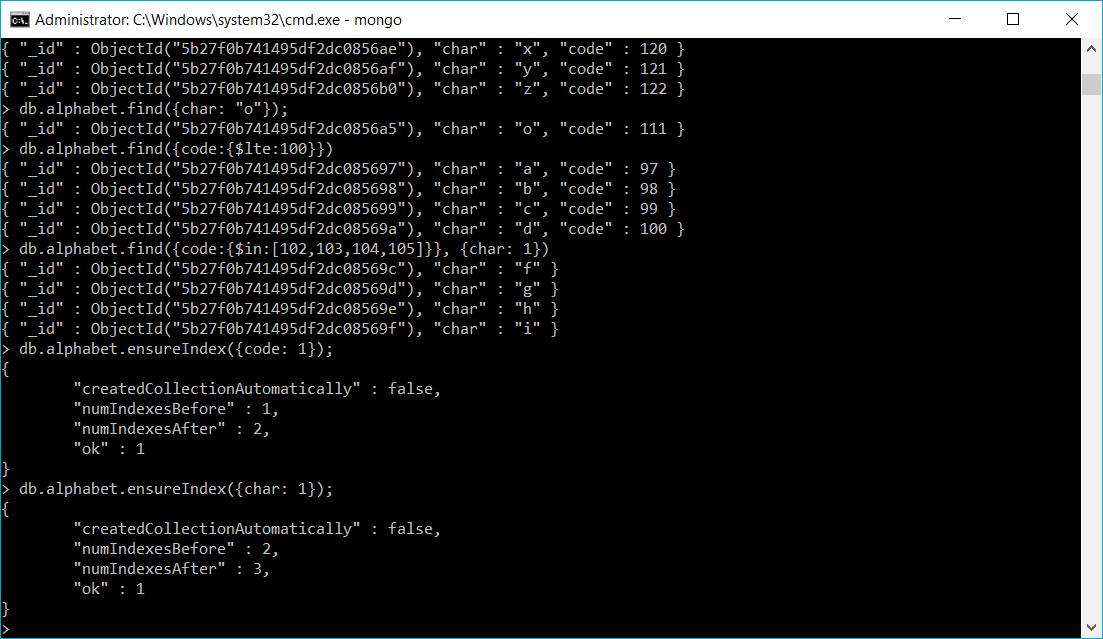 Administrator: C:\Windows\system32\cmd.exe - mongo
{ "_id" : ObjectId("5b27f0b741495df2dc0856ae"), "char" : "x", "code" : 120 }
{ "_id" : ObjectId("5b27f0b741495df2dc0856af"), "char" : "y", "code" : 121 }
{ "_id" : ObjectId("5b27f0b741495df2dc0856b0"), "char" : "z", "code" : 122 }
> db.alphabet.find({char: "o"});
{ "_id" : ObjectId("5b27f0b741495df2dc0856a5"), "char" : "o", "code" : 111 }
> db.alphabet.find({code:{$lte:100}})
{ "_id" : ObjectId("5b27f0b741495df2dc085697"), "char" : "a", "code" : 97 }
{ "_id" : ObjectId("5b27f0b741495df2dc085698"), "char" : "b", "code" : 98 }
{ "_id" : ObjectId("5b27f0b741495df2dc085699"), "char" : "c", "code" : 99 }
{ "_id" : ObjectId("5b27f0b741495df2dc08569a"), "char" : "d", "code" : 100 }
> db.alphabet.find({code:{$in:[102,103,104,105]}}, {char: 1})
{ "_id" : ObjectId("5b27f0b741495df2dc08569c"), "char" : "f" }
{ "_id" : ObjectId("5b27f0b741495df2dc08569d"), "char" : "g" }
{ "_id" : ObjectId("5b27f0b741495df2dc08569e"), "char" : "h" }
{ "_id" : ObjectId("5b27f0b741495df2dc08569f"), "char" : "i" }
> db.alphabet.ensureIndex({code: 1});
{
        "createdCollectionAutomatically" : false,
        "numIndexesBefore" : 1,
        "numIndexesAfter" : 2,
        "ok" : 1
}
> db.alphabet.ensureIndex({char: 1});
{
        "createdCollectionAutomatically" : false,
        "numIndexesBefore" : 2,
        "numIndexesAfter" : 3,
        "ok" : 1
}
>